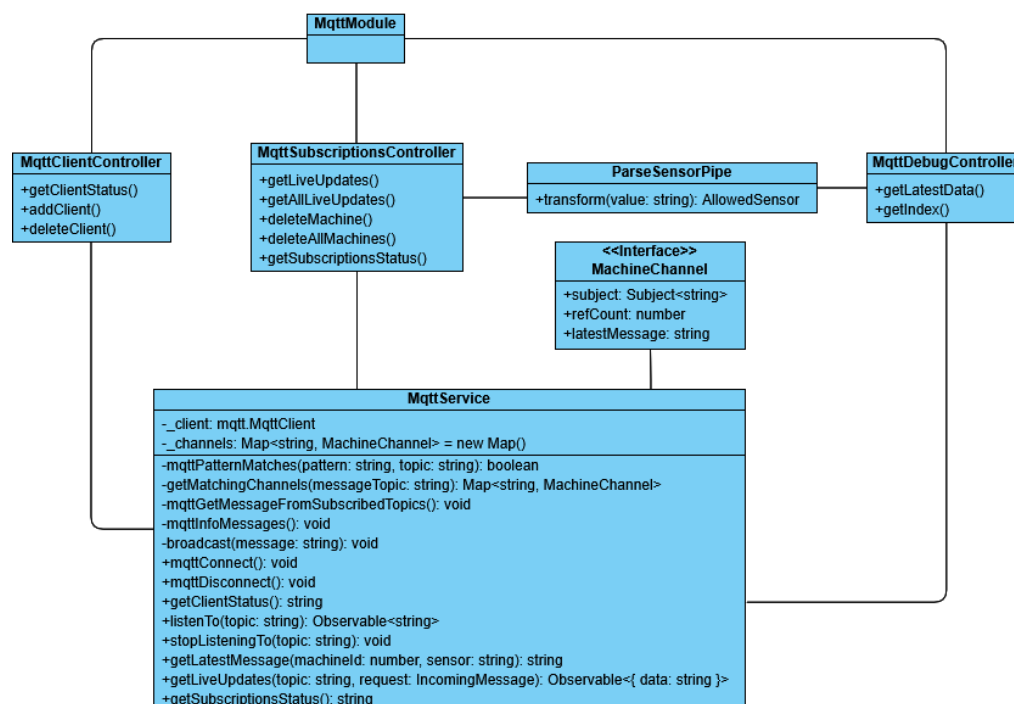 MqttModule
MqttClientController
+getClientStatus()
+addClient()
+deleteClient()
MqttSubscriptionsController
+getLiveUpdates()
+getAllLiveUpdates()
+deleteMachine()
+deleteAllMachines()
+getSubscriptionsStatus()
ParseSensorPipe
+transform(value: string): AllowedSensor
MqttDebugController
+getLatestData()
+getIndex()
<<Interface>>
MachineChannel
+subject: Subject<string>
+refCount: number
+latestMessage: string
MqttService
-_client: mqtt.MqttClient
-_channels: Map<string, MachineChannel> = new Map()
-mqttPatternMatches(pattern: string, topic: string): boolean
-getMatchingChannels(messageTopic: string): Map<string, MachineChannel>
-mqttGetMessageFromSubscribedTopics(): void
-mqttInfoMessages(): void
-broadcast(message: string): void
+mqttConnect(): void
+mqttDisconnect(): void
+getClientStatus(): string
+listenTo(topic: string): Observable<string>
+stopListeningTo(topic: string): void
+getLatestMessage(machineId: number, sensor: string): string
+getLiveUpdates(topic: string, request: IncomingMessage): Observable<{ data: string }>
+getSubscriptionsStatus(): string